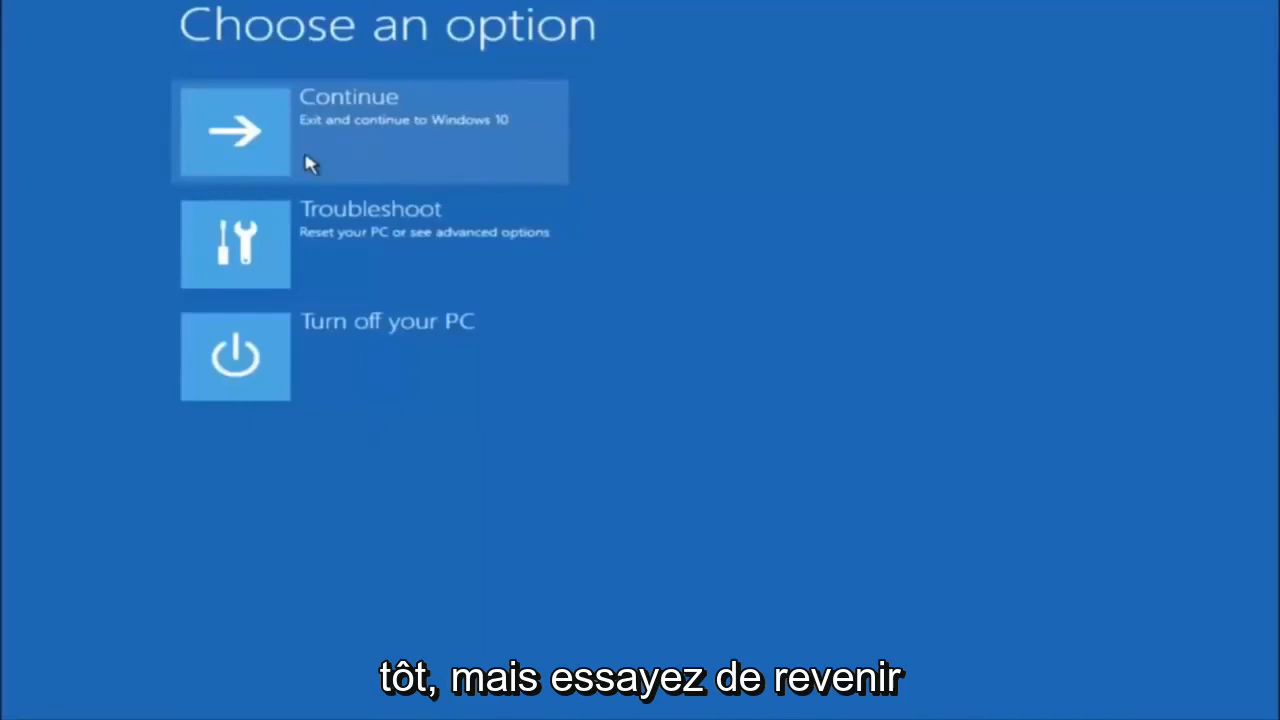 Choose an option
Continue
Exit and continue to Windows 10
Troubleshoot
Reset your PC or see advanced options
Turn off your PC
tôt, mais essayez de revenir